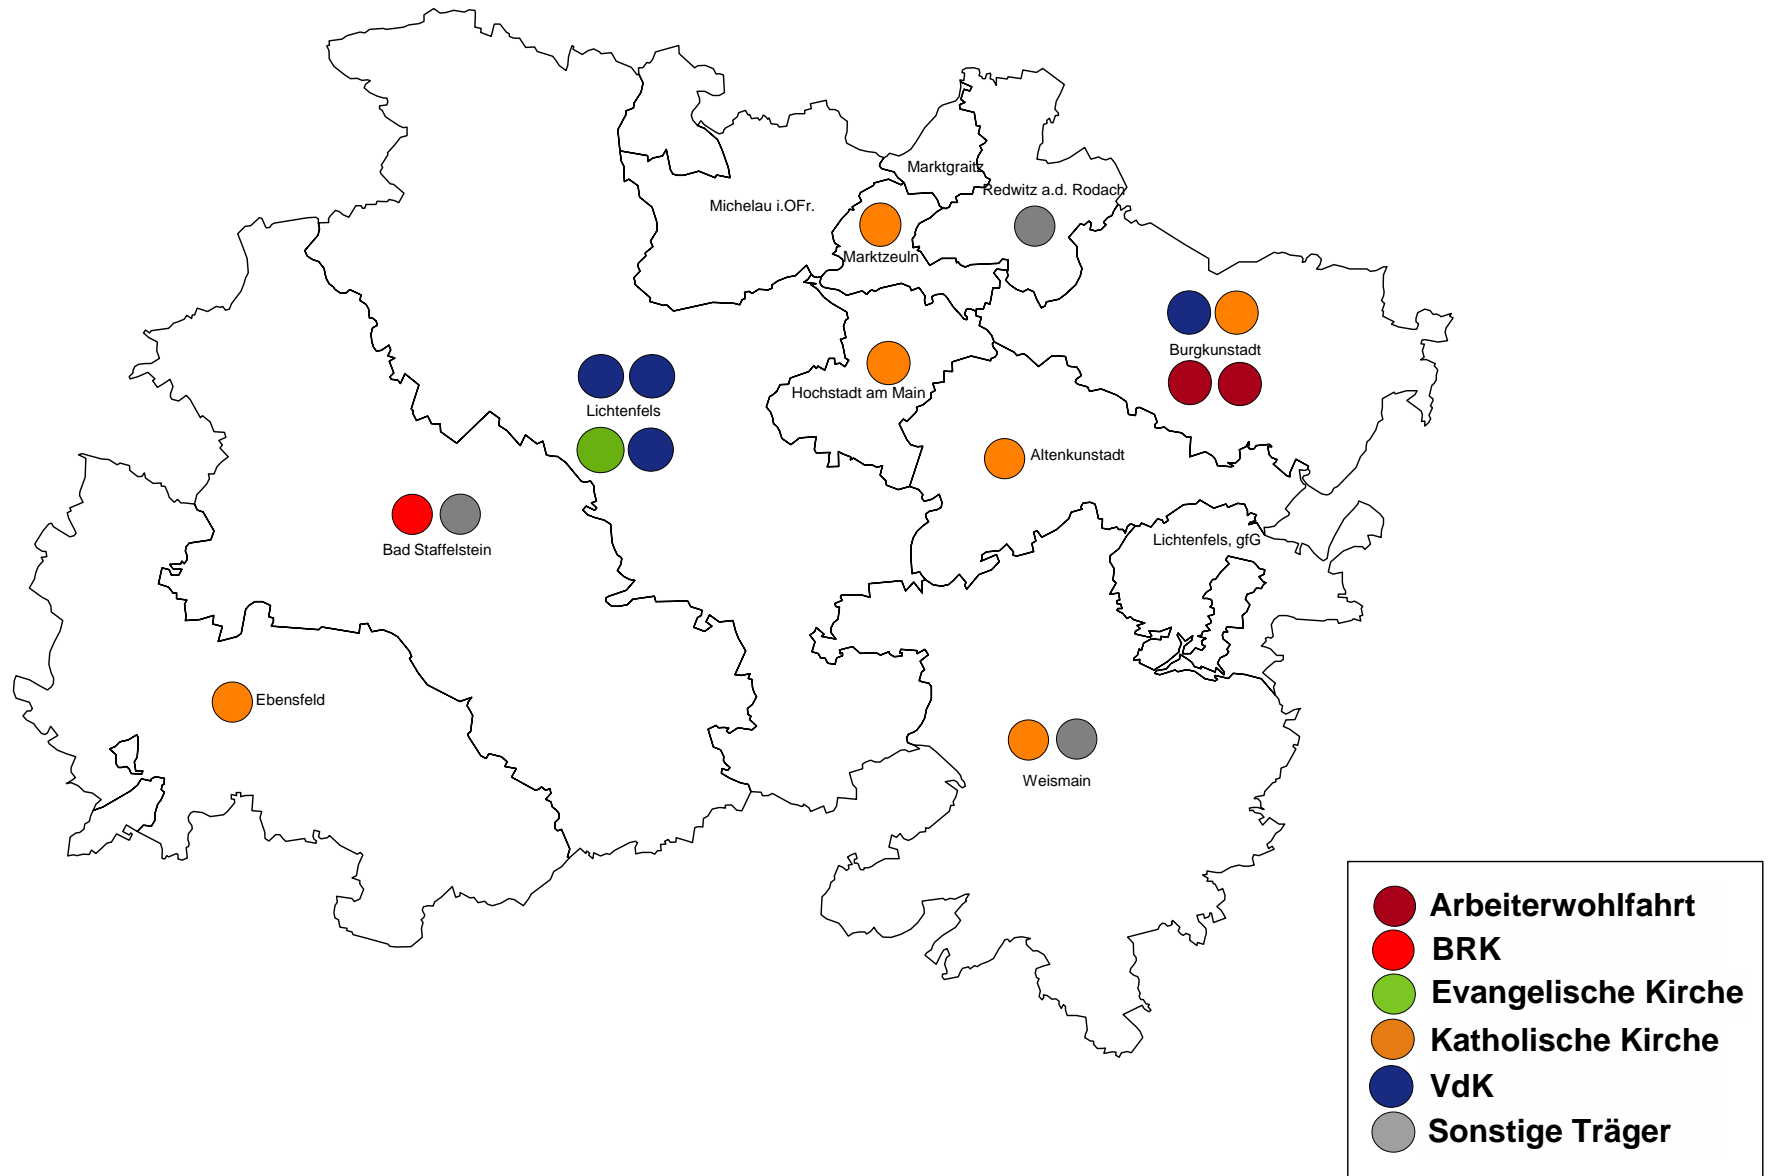 Marktgraitz
Redwitz a.d. Rodach
Michelau i.OFr.
Marktzeuln
Burgkunstadt
Hochstadt am Main
Lichtenfels
Altenkunstadt
Lichtenfels, gfG
Bad Staffelstein
Ebensfeld
Weismain
Arbeiterwohlfahrt
BRK
Evangelische Kirche
Katholische Kirche
VdK
Sonstige Träger